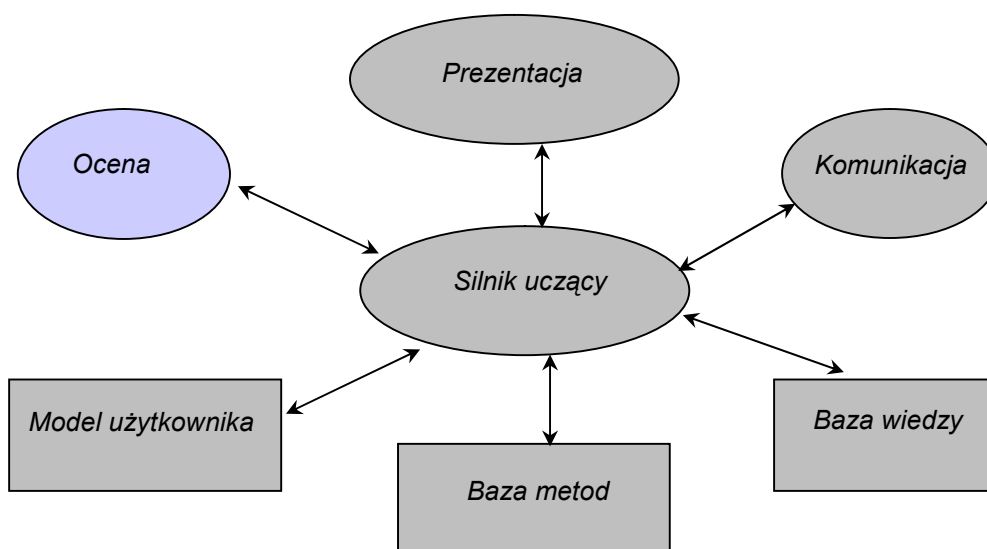 Prezentacja
Ocena
Komunikacja
Silnik uczący
Model użytkownika
Baza wiedzy
Baza metod